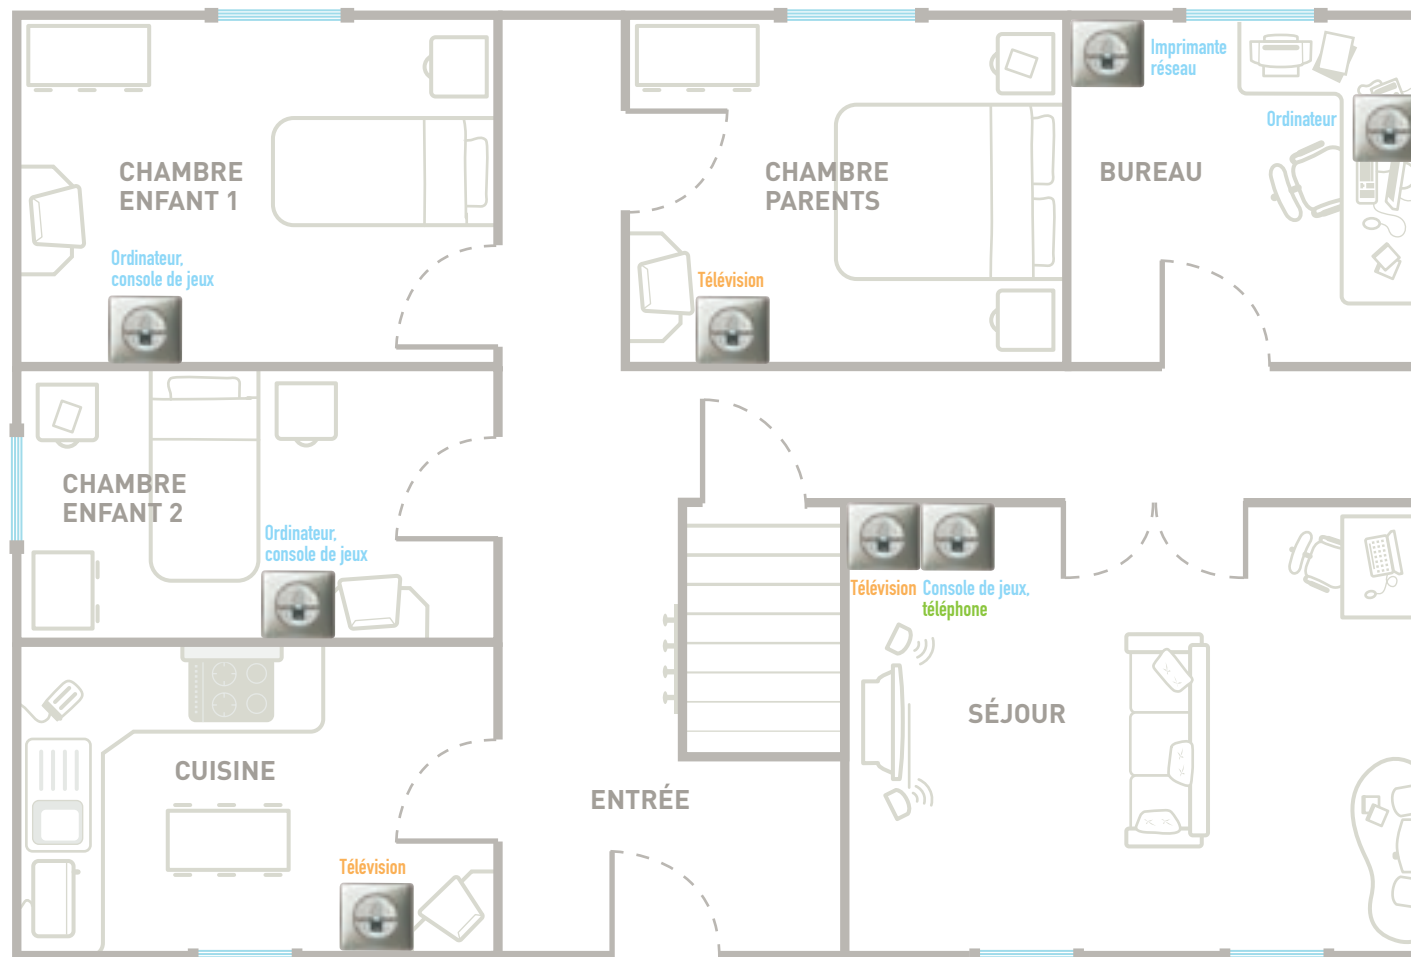 Imprimante
réseau
Ordinateur
CHAMBRE
ENFANT 1
CHAMBRE
PARENTS
BUREAU
Ordinateur,
console de jeux
Télévision
CHAMBRE
ENFANT 2
Ordinateur,
console de jeux
Télévision
Console de jeux,
téléphone
SÉJOUR
CUISINE
ENTRÉE
Télévision